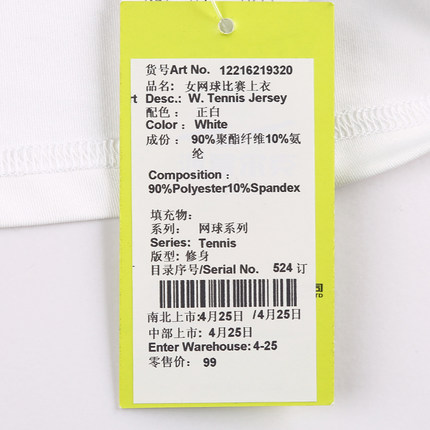 货号Art No. 12216219320
品名: 女网球比赛上衣
rt Desc.: W. Tennis Jersey
配色： 正白
Color : White
成份： 90%聚酯纤维10%氨
纶
Composition :
90%Polyester10%Spandex
填充物:
系列: 网球系列
Series: Tennis
版型: 修身
目录序号/Serial No. 524 订
司
TD
南北上市:4月25日 /4月25日
中部上市: 4月25日
Enter Warehouse: 4-25
零售价: 99